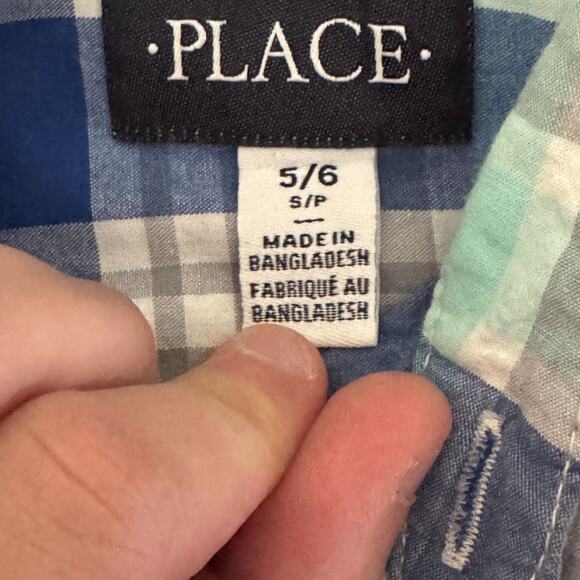 ·PLACE·
5/6
S/P
—
MADE IN
BANGLADESH
FABRIQUÉ AU
BANGLADESH